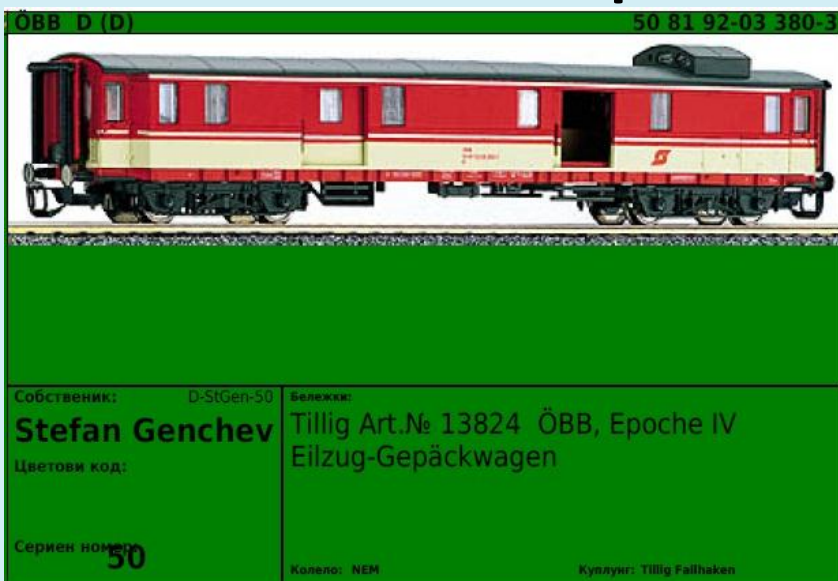 ÖBB D (D) 50 81 92-03 380-3
Собственик: D-StGen-50
Stefan Genchev
Цветови код:
Сериен номер:
50
Бележки:
Tillig Art.№ 13824 ÖBB, Epoche IV
Eilzug-Gepäckwagen
Колело: NEM Куплунг: Tillig Fallhaken